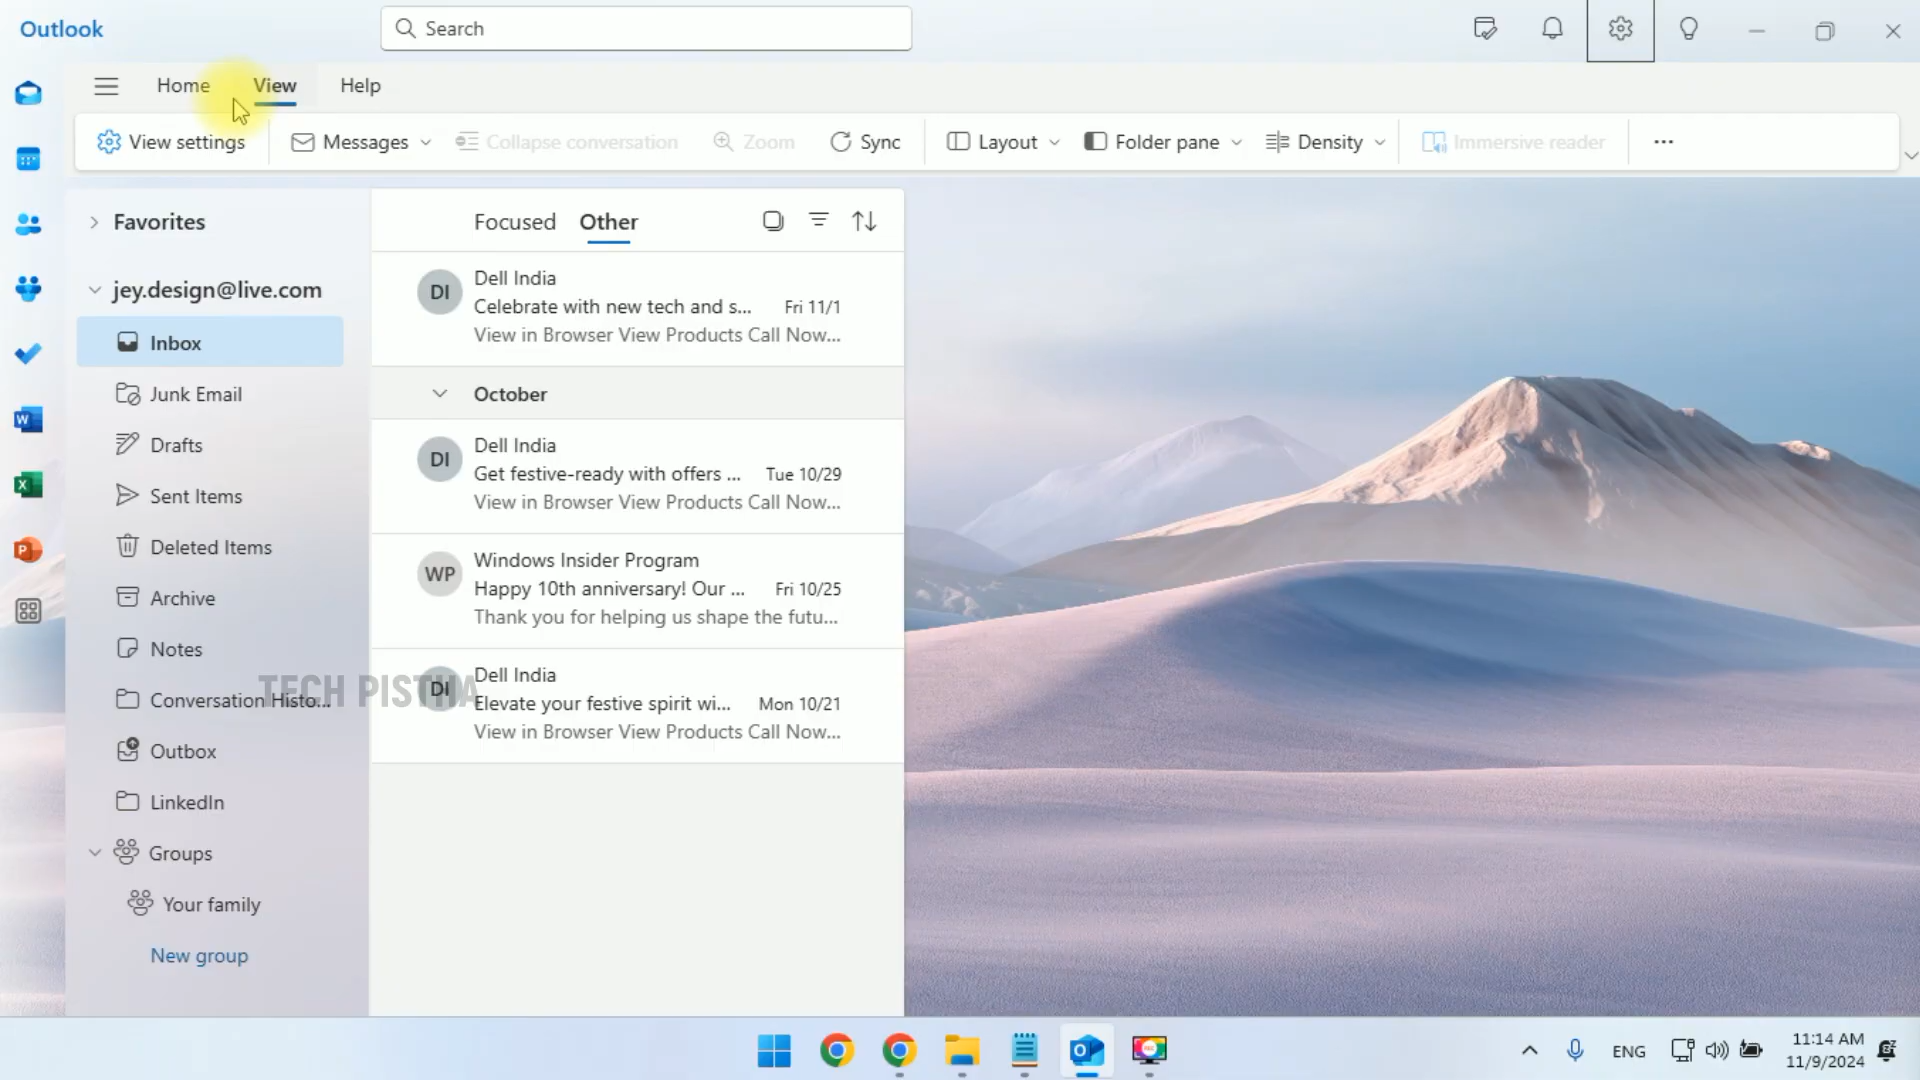 Outlook
Search
Home View Help
View settings Messages Collapse conversation Zoom Sync Layout Folder pane Density Immersive reader ...
Favorites
jey.design@live.com
Inbox
Junk Email
Drafts
Sent Items
Deleted Items
Archive
Notes
Conversation Histo...
Outbox
LinkedIn
Groups
Your family
New group
Focused Other
DI
Dell India
Celebrate with new tech and s... Fri 11/1
View in Browser View Products Call Now...
October
DI
Dell India
Get festive-ready with offers ... Tue 10/29
View in Browser View Products Call Now...
WP
Windows Insider Program
Happy 10th anniversary! Our ... Fri 10/25
Thank you for helping us shape the futu...
DI
Dell India
Elevate your festive spirit wi... Mon 10/21
View in Browser View Products Call Now...
TECH PISTHA
W
X
P
O
ENG
11:14 AM
11/9/2024